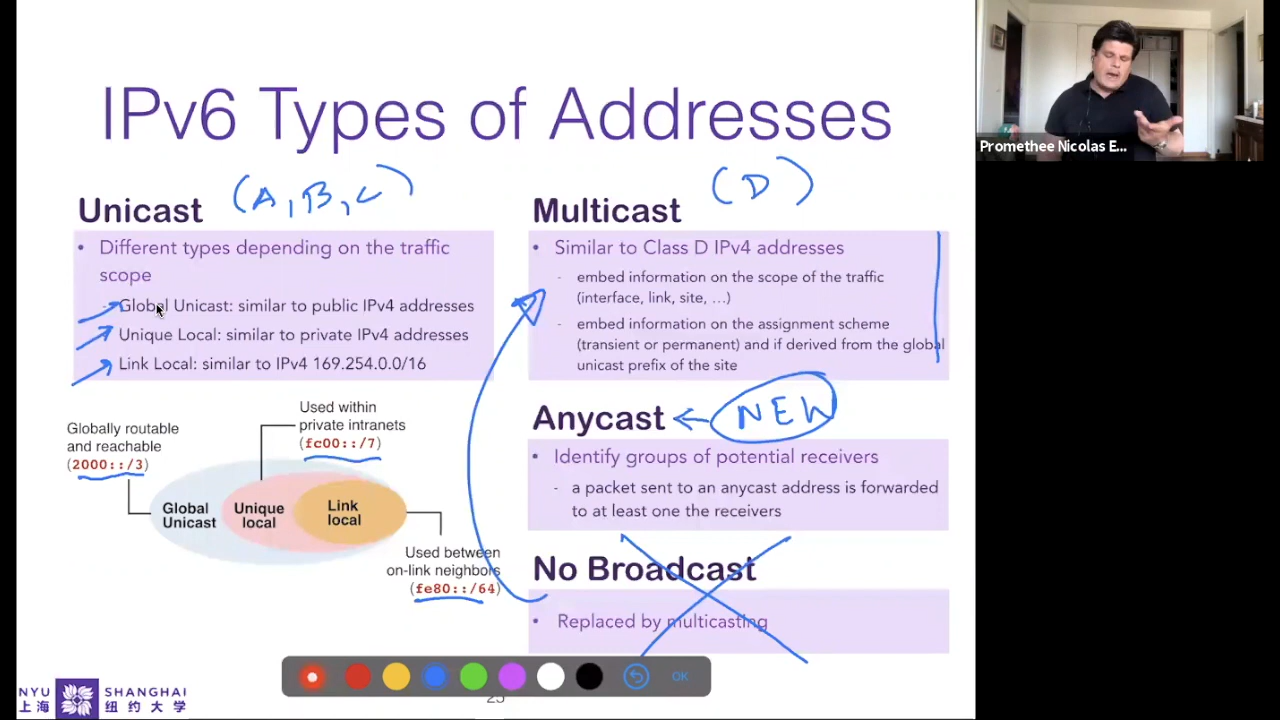 IPv6 Types of Addresses
Promethee Nicolas E...
Unicast (A, B, C)
• Different types depending on the traffic
scope
- Global Unicast: similar to public IPv4 addresses
Unique Local: similar to private IPv4 addresses
Link Local: similar to IPv4 169.254.0.0/16
Globally routable
and reachable
(2000::/3)
Used within
private intranets
(fc00::/7)
Global
Unicast
Unique
local
Link
local
Used between
on-link neighbors
(fe80::/64)
Multicast (D)
• Similar to Class D IPv4 addresses
- embed information on the scope of the traffic
(interface, link, site, …)
- embed information on the assignment scheme
(transient or permanent) and if derived from the global
unicast prefix of the site
Anycast ← NEW
• Identify groups of potential receivers
- a packet sent to an anycast address is forwarded
to at least one the receivers
No Broadcast
• Replaced by multicasting
OK
25
NYU SHANGHAI
上海 纽约大学